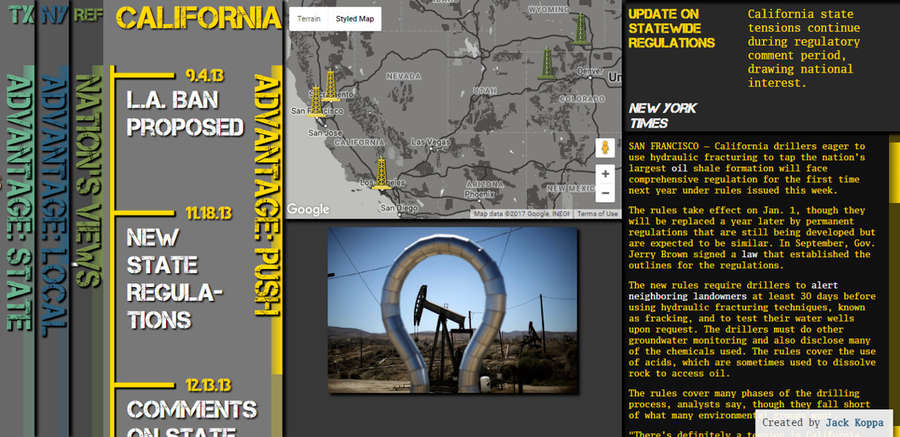 TX
NY
REF
CALIFORNIA
ADVANTAGE: STATE
ADVANTAGE: LOCAL
NATION'S VIEWS
9.4.13
L.A. BAN
PROPOSED
11.18.13
NEW
STATE
REGULA-
TIONS
12.13.13
COMMENTS
ON STATE
ADVANTAGE: PUSH
Terrain
Styled Map
WYOMING
NEVADA
UTAH
Denver
Un
COLORADO
Sacramento
San Francisco
San Jose
CALIFORNIA
Las Vegas
Los Angeles
ARIZONA
NEW MEXIC
Phoenix
San Diego
Google
Map data ©2017 Google, INEGI
Terms of Use
UPDATE ON
STATEWIDE
REGULATIONS
California state
tensions continue
during regulatory
comment period,
drawing national
interest.
NEW YORK
TIMES
SAN FRANCISCO — California drillers eager to
use hydraulic fracturing to tap the nation's
largest oil shale formation will face
comprehensive regulation for the first time
next year under rules issued this week.
The rules take effect on Jan. 1, though they
will be replaced a year later by permanent
regulations that are still being developed but
are expected to be similar. In September, Gov.
Jerry Brown signed a law that established the
outlines for the regulations.
The new rules require drillers to alert
neighboring landowners at least 30 days before
using hydraulic fracturing techniques, known
as fracking, and to test their water wells
upon request. The drillers must do other
groundwater monitoring and also disclose many
of the chemicals used. The rules cover the use
of acids, which are sometimes used to dissolve
rock to access oil.
The rules cover many phases of the drilling
process, analysts say, though they fall short
of what many environmental
"There's definitely a
Created by Jack Koppa